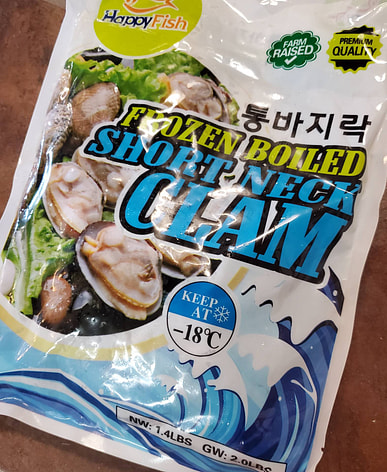 HappyFish
FARM
RAISED
PREMIUM
QUALITY
통바지락
FROZEN BOILED
SHORT NECK
CLAM
KEEP
AT
-18℃
NW: 1.4LBS GW: 2.0LBS